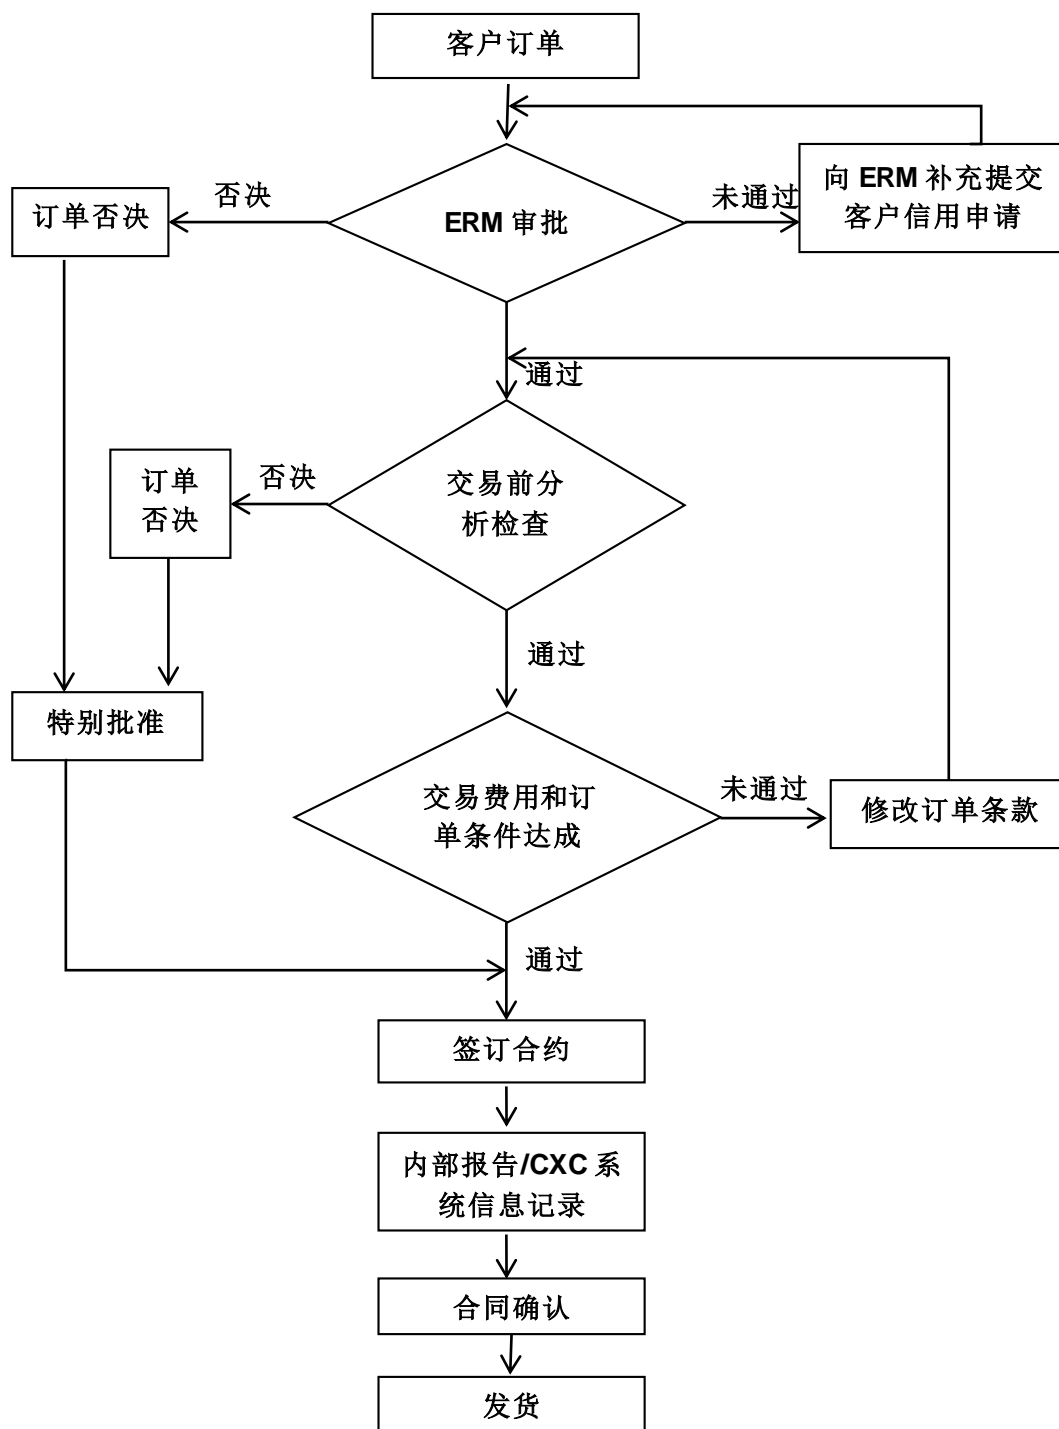 客户订单
向 ERM 补充提交
客户信用申请
否决
未通过
订单否决
ERM 审批
通过
订单
否决
否决
交易前分
析检查
通过
特别批准
交易费用和订
单条件达成
未通过
修改订单条款
通过
签订合约
内部报告/CXC 系
统信息记录
合同确认
发货